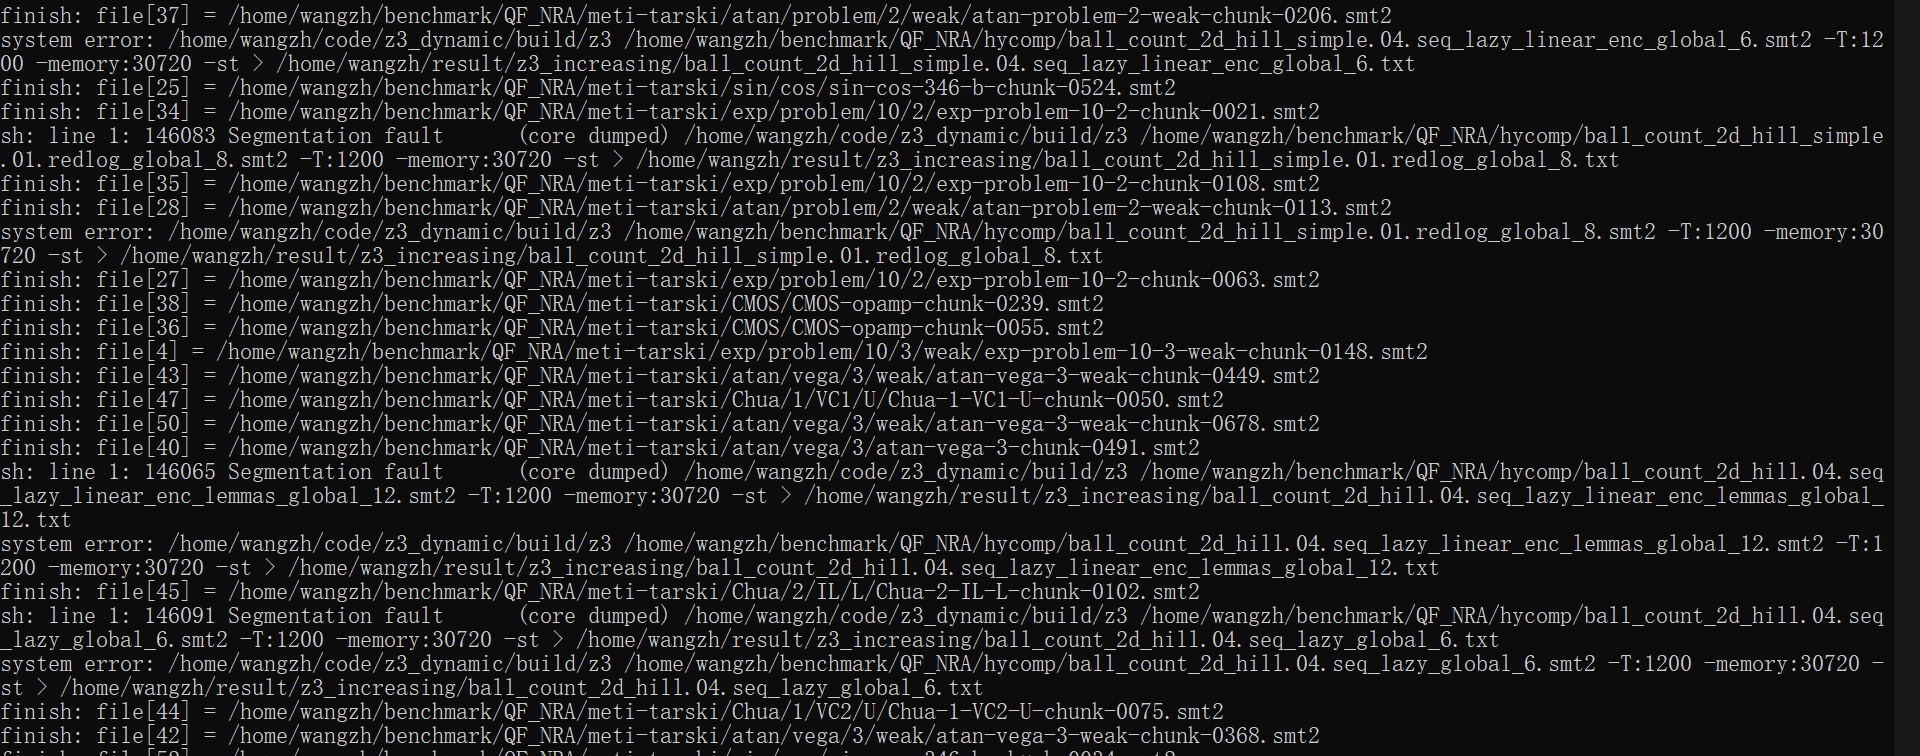 finish: file[37] = /home/wangzh/benchmark/QF_NRA/meti-tarski/atan/problem/2/weak/atan-problem-2-weak-chunk-0206.smt2
system error: /home/wangzh/code/z3_dynamic/build/z3 /home/wangzh/benchmark/QF_NRA/hycomp/ball_count_2d_hill_simple.04.seq_lazy_linear_enc_global_6.smt2 -T:12
00 -memory:30720 -st > /home/wangzh/result/z3_increasing/ball_count_2d_hill_simple.04.seq_lazy_linear_enc_global_6.txt
finish: file[25] = /home/wangzh/benchmark/QF_NRA/meti-tarski/sin/cos/sin-cos-346-b-chunk-0524.smt2
finish: file[34] = /home/wangzh/benchmark/QF_NRA/meti-tarski/exp/problem/10/2/exp-problem-10-2-chunk-0021.smt2
sh: line 1: 146083 Segmentation fault      (core dumped) /home/wangzh/code/z3_dynamic/build/z3 /home/wangzh/benchmark/QF_NRA/hycomp/ball_count_2d_hill_simple
.01.redlog_global_8.smt2 -T:1200 -memory:30720 -st > /home/wangzh/result/z3_increasing/ball_count_2d_hill_simple.01.redlog_global_8.txt
finish: file[35] = /home/wangzh/benchmark/QF_NRA/meti-tarski/exp/problem/10/2/exp-problem-10-2-chunk-0108.smt2
finish: file[28] = /home/wangzh/benchmark/QF_NRA/meti-tarski/atan/problem/2/weak/atan-problem-2-weak-chunk-0113.smt2
system error: /home/wangzh/code/z3_dynamic/build/z3 /home/wangzh/benchmark/QF_NRA/hycomp/ball_count_2d_hill_simple.01.redlog_global_8.smt2 -T:1200 -memory:30
720 -st > /home/wangzh/result/z3_increasing/ball_count_2d_hill_simple.01.redlog_global_8.txt
finish: file[27] = /home/wangzh/benchmark/QF_NRA/meti-tarski/exp/problem/10/2/exp-problem-10-2-chunk-0063.smt2
finish: file[38] = /home/wangzh/benchmark/QF_NRA/meti-tarski/CMOS/CMOS-opamp-chunk-0239.smt2
finish: file[36] = /home/wangzh/benchmark/QF_NRA/meti-tarski/CMOS/CMOS-opamp-chunk-0055.smt2
finish: file[4] = /home/wangzh/benchmark/QF_NRA/meti-tarski/exp/problem/10/3/weak/exp-problem-10-3-weak-chunk-0148.smt2
finish: file[43] = /home/wangzh/benchmark/QF_NRA/meti-tarski/atan/vega/3/weak/atan-vega-3-weak-chunk-0449.smt2
finish: file[47] = /home/wangzh/benchmark/QF_NRA/meti-tarski/Chua/1/VC1/U/Chua-1-VC1-U-chunk-0050.smt2
finish: file[50] = /home/wangzh/benchmark/QF_NRA/meti-tarski/atan/vega/3/weak/atan-vega-3-weak-chunk-0678.smt2
finish: file[40] = /home/wangzh/benchmark/QF_NRA/meti-tarski/atan/vega/3/atan-vega-3-chunk-0491.smt2
sh: line 1: 146065 Segmentation fault      (core dumped) /home/wangzh/code/z3_dynamic/build/z3 /home/wangzh/benchmark/QF_NRA/hycomp/ball_count_2d_hill.04.seq
_lazy_linear_enc_lemmas_global_12.smt2 -T:1200 -memory:30720 -st > /home/wangzh/result/z3_increasing/ball_count_2d_hill.04.seq_lazy_linear_enc_lemmas_global_
12.txt
system error: /home/wangzh/code/z3_dynamic/build/z3 /home/wangzh/benchmark/QF_NRA/hycomp/ball_count_2d_hill.04.seq_lazy_linear_enc_lemmas_global_12.smt2 -T:1
200 -memory:30720 -st > /home/wangzh/result/z3_increasing/ball_count_2d_hill.04.seq_lazy_linear_enc_lemmas_global_12.txt
finish: file[45] = /home/wangzh/benchmark/QF_NRA/meti-tarski/Chua/2/IL/L/Chua-2-IL-L-chunk-0102.smt2
sh: line 1: 146091 Segmentation fault      (core dumped) /home/wangzh/code/z3_dynamic/build/z3 /home/wangzh/benchmark/QF_NRA/hycomp/ball_count_2d_hill.04.seq
_lazy_global_6.smt2 -T:1200 -memory:30720 -st > /home/wangzh/result/z3_increasing/ball_count_2d_hill.04.seq_lazy_global_6.txt
system error: /home/wangzh/code/z3_dynamic/build/z3 /home/wangzh/benchmark/QF_NRA/hycomp/ball_count_2d_hill.04.seq_lazy_global_6.smt2 -T:1200 -memory:30720 -
st > /home/wangzh/result/z3_increasing/ball_count_2d_hill.04.seq_lazy_global_6.txt
finish: file[44] = /home/wangzh/benchmark/QF_NRA/meti-tarski/Chua/1/VC2/U/Chua-1-VC2-U-chunk-0075.smt2
finish: file[42] = /home/wangzh/benchmark/QF_NRA/meti-tarski/atan/vega/3/weak/atan-vega-3-weak-chunk-0368.smt2